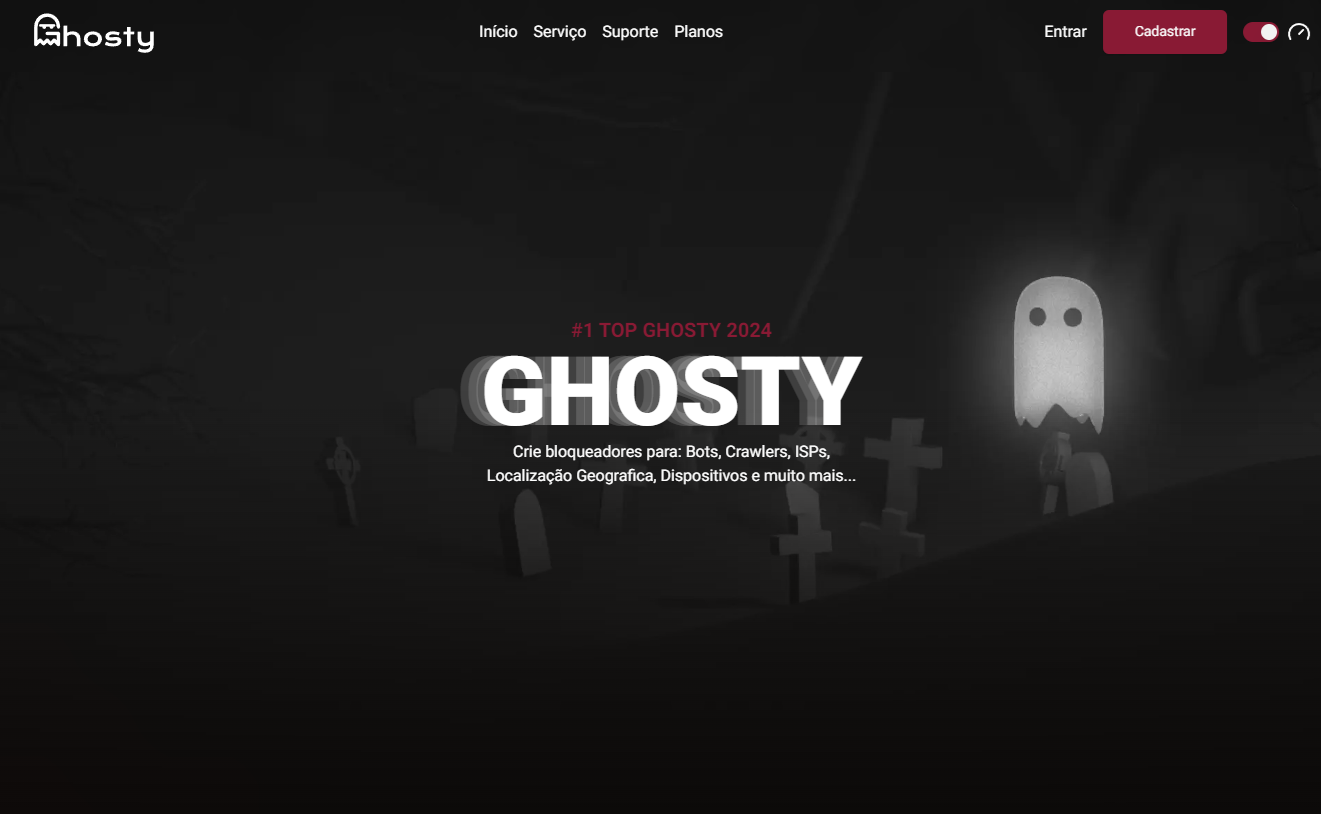 Ghosty
Início Serviço Suporte Planos
Entrar Cadastrar
#1 TOP GHOSTY 2024
GHOSTY
Crie bloqueadores para: Bots, Crawlers, ISPs,
Localização Geografica, Dispositivos e muito mais...